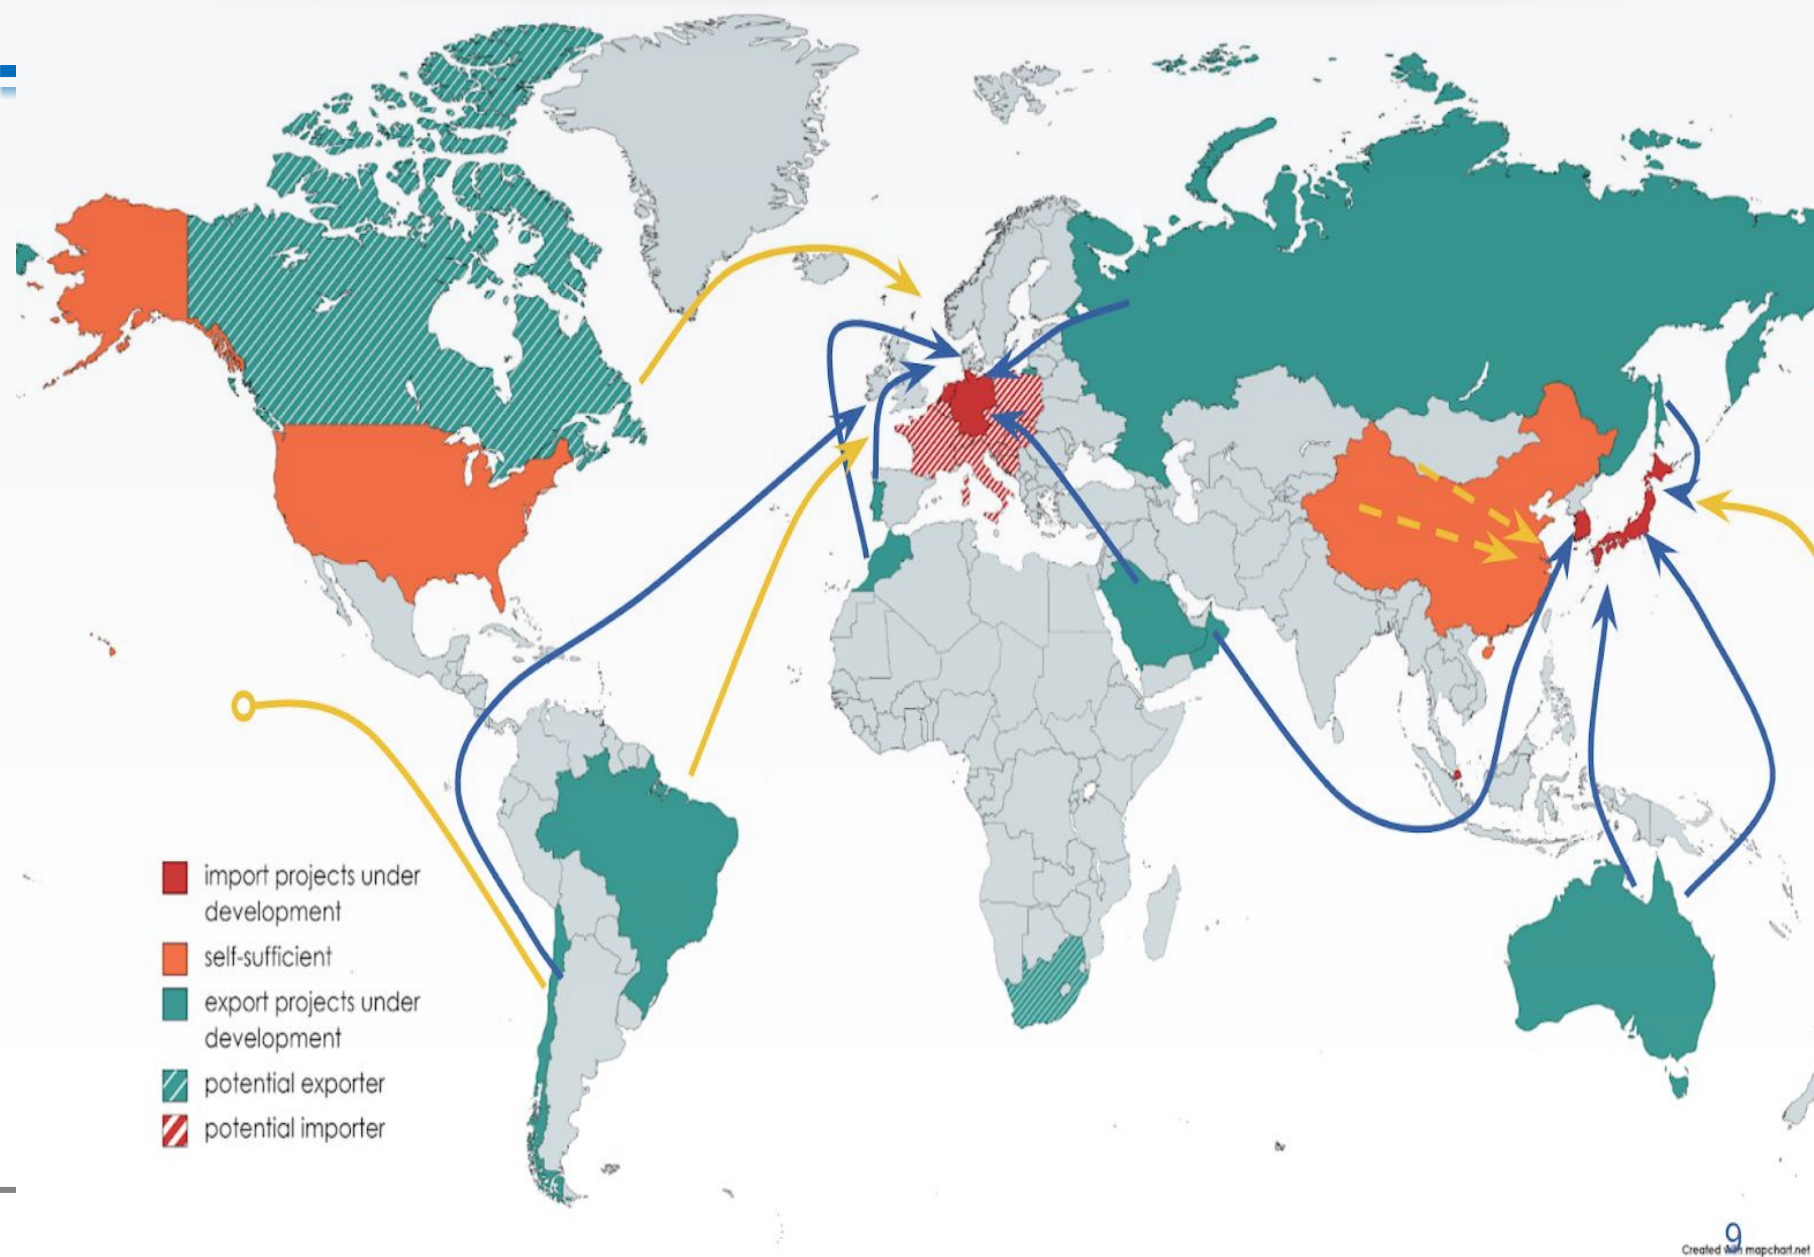 import projects under
development
self-sufficient
export projects under
development
potential exporter
potential importer
9
Created with mapchart.net